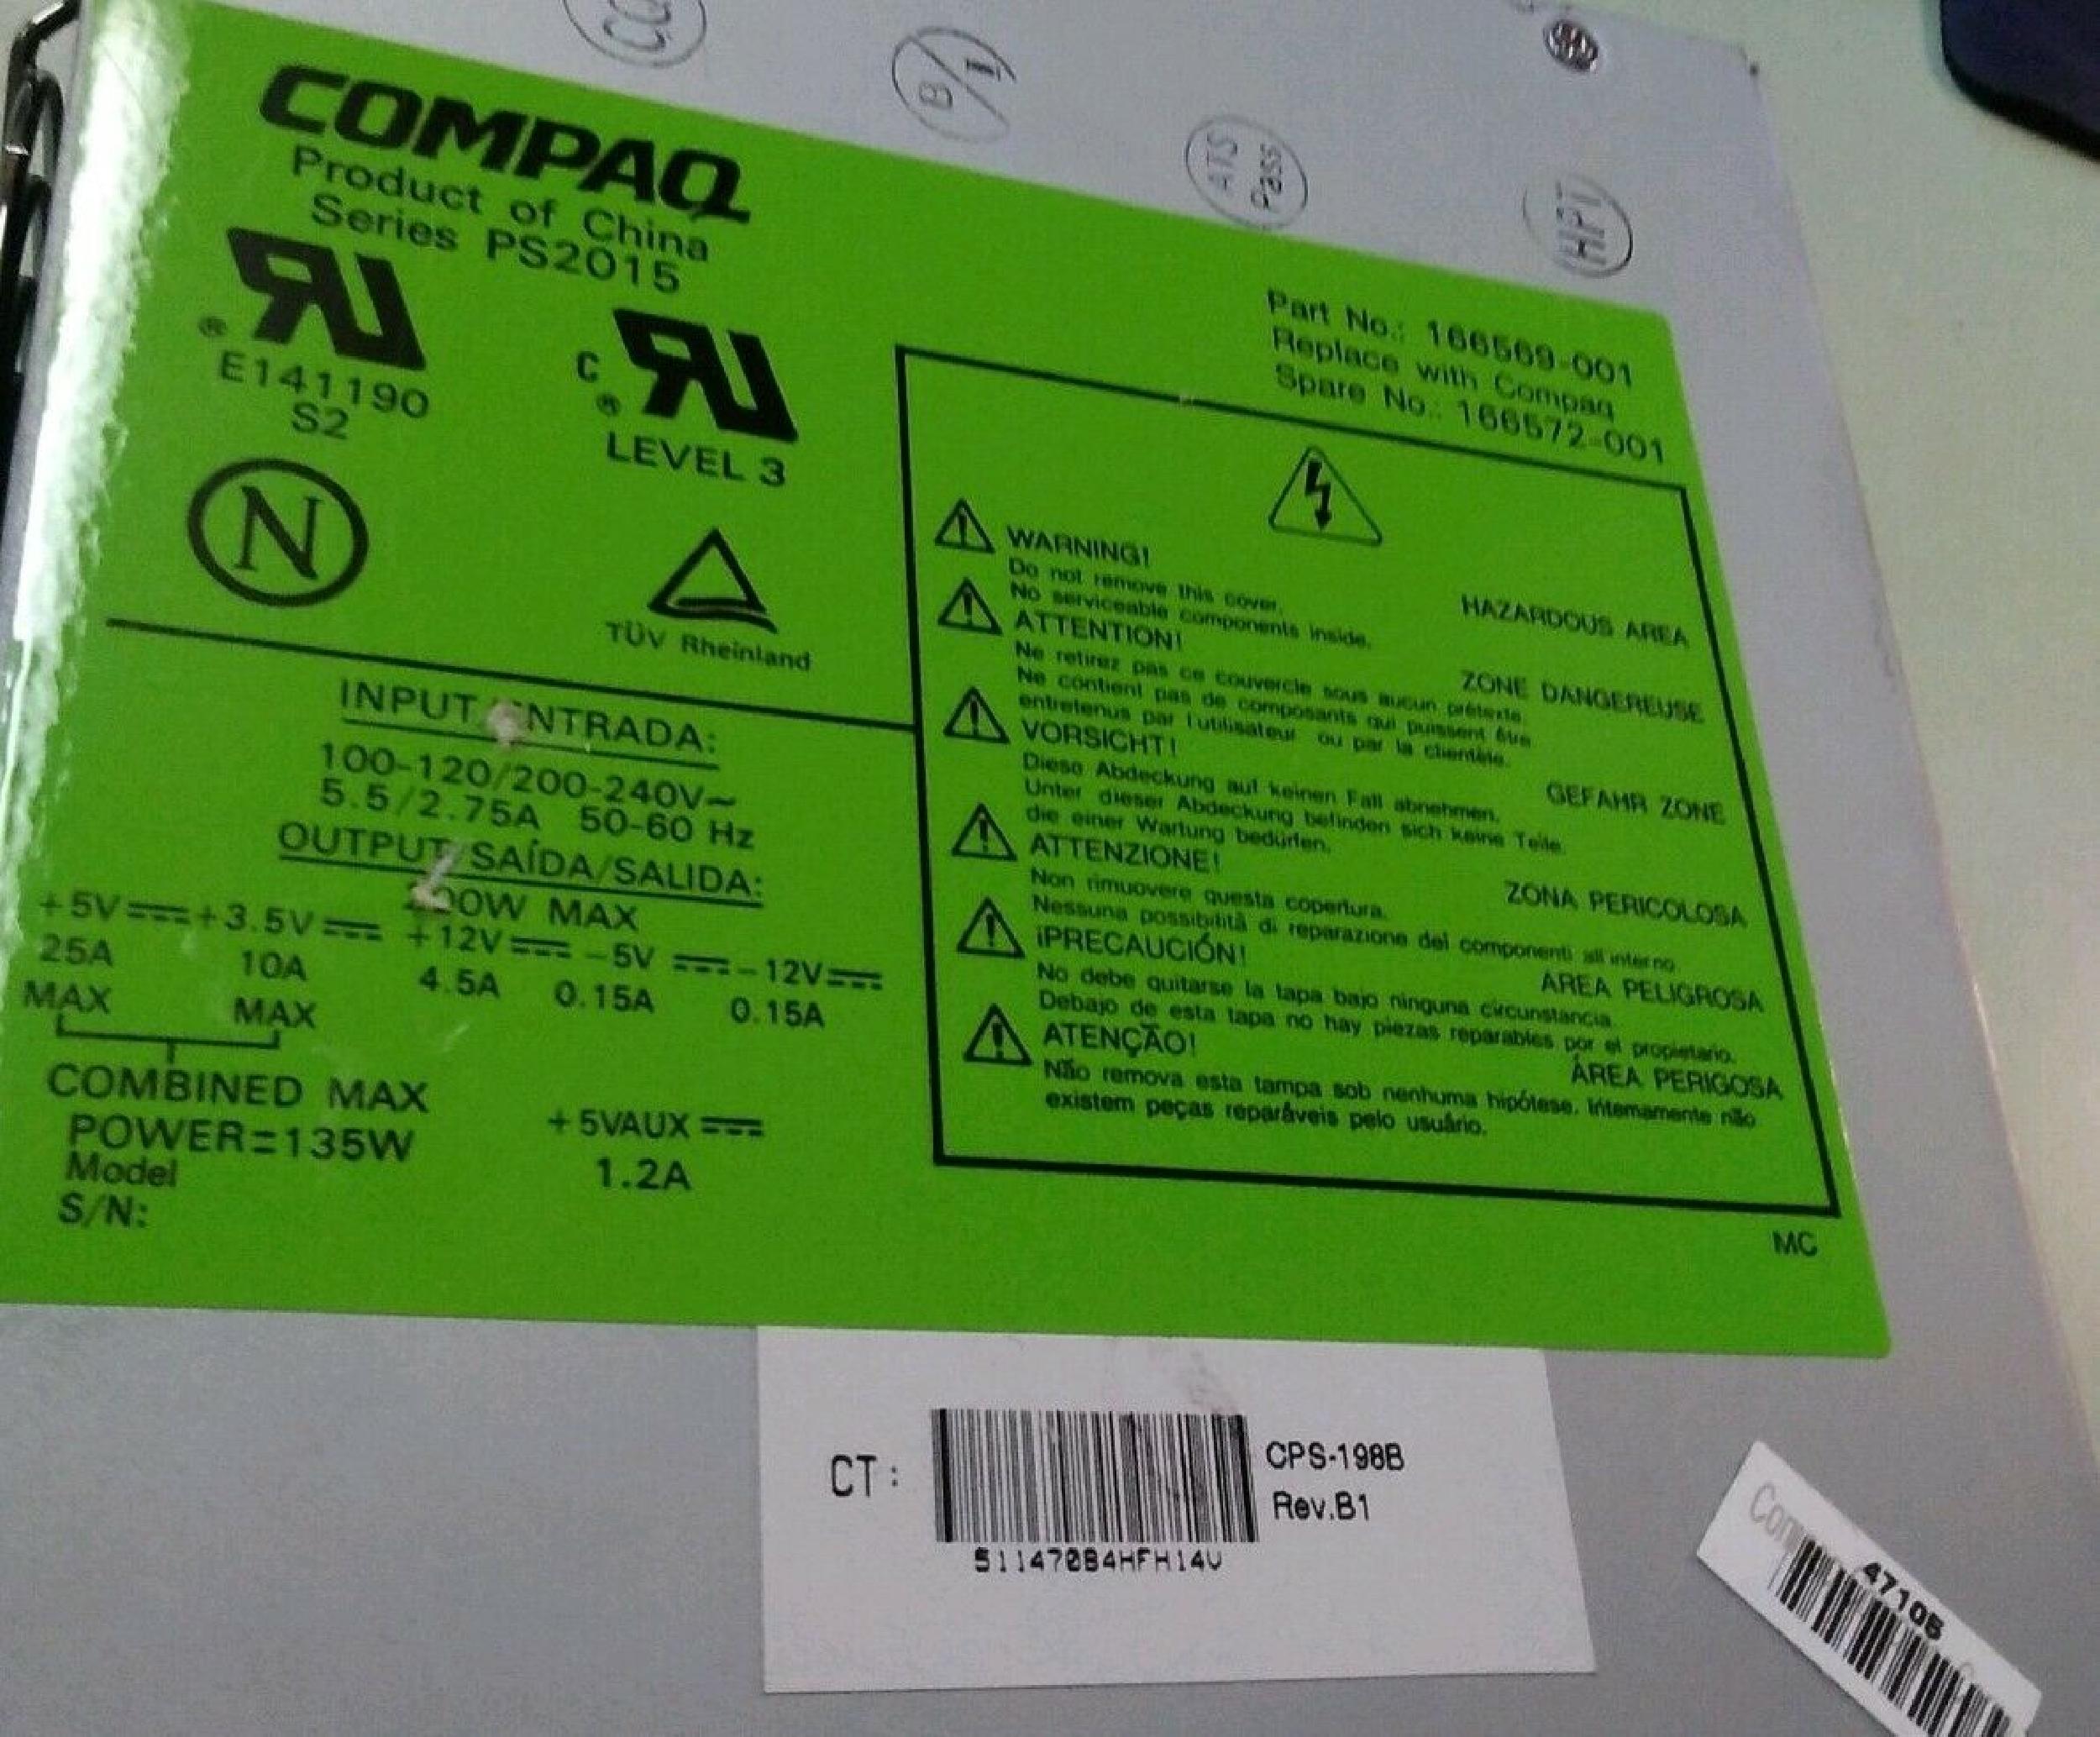 B/I
ATS
Pass
HPT
COMPAQ
Product of China
Series PS2015
E141190
S2
C
LEVEL 3
N
TÜV Rheinland
Part No.: 166569-001
Replace with Compaq
Spare No.: 166572-001
INPUT/ENTRADA:
100-120/200-240V~
5.5/2.75A 50-60 Hz
OUTPUT/SAÍDA/SALIDA:
200W MAX
+5V +3.5V +12V -5V -12V
25A 10A 4.5A 0.15A 0.15A
MAX MAX
COMBINED MAX
POWER=135W
+5VAUX
1.2A
Model
S/N:
WARNING!
Do not remove this cover.
No serviceable components inside.
HAZARDOUS AREA
ATTENTION!
Ne retirez pas ce couvercle sous aucun prétexte.
Ne contient pas de composants qui puissent être
entretenus par l'utilisateur ou par la clientèle.
ZONE DANGEREUSE
VORSICHT!
Diese Abdeckung auf keinen Fall abnehmen.
Unter dieser Abdeckung befinden sich keine Teile.
die einer Wartung bedürfen.
GEFAHR ZONE
ATTENZIONE!
Non rimuovere questa copertura.
Nessuna possibilità di reparazione dei componenti all interno.
ZONA PERICOLOSA
¡PRECAUCIÓN!
No debe quitarse la tapa bajo ninguna circunstancia.
Debajo de esta tapa no hay piezas reparables por el propietario.
AREA PELIGROSA
ATENÇÃO!
Não remova esta tampa sob nenhuma hipótese. Internamente não
existem peças reparáveis pelo usuário.
ÁREA PERIGOSA
MC
CT:
CPS-198B
Rev.B1
511470B4HFH14V
47105